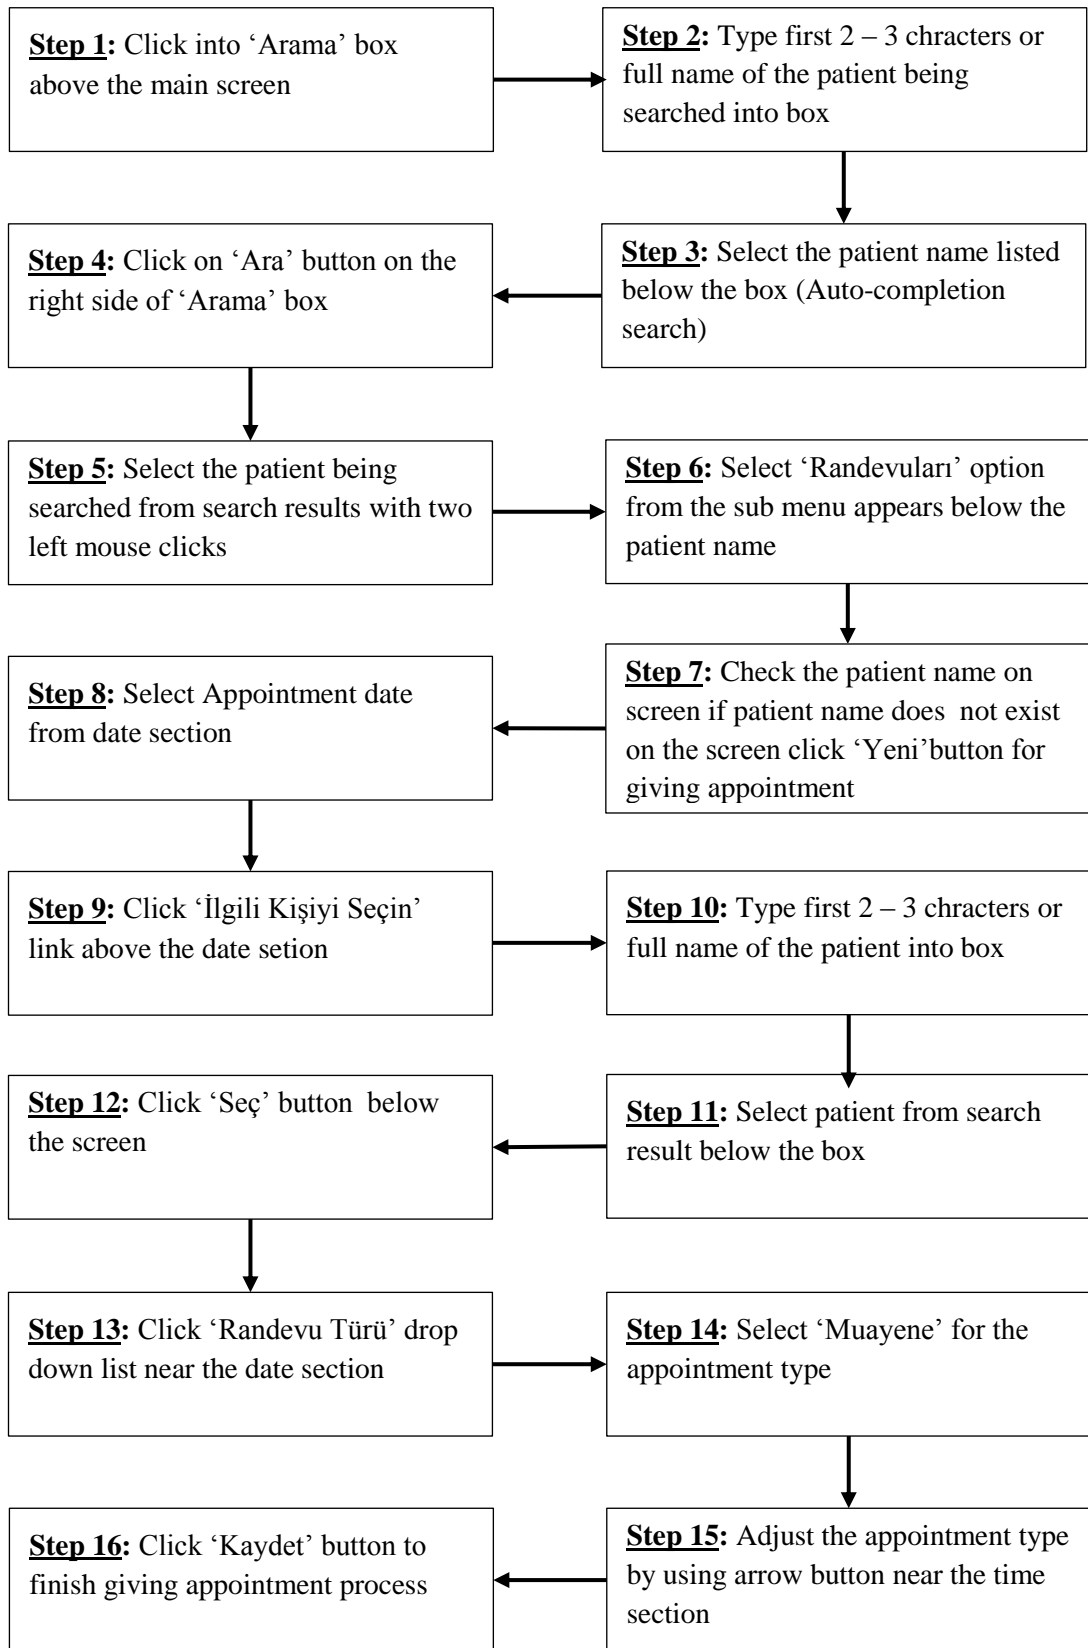 Step 1: Click into ‘Arama’ box
above the main screen
Step 2: Type first 2 – 3 chracters or
full name of the patient being
searched into box
Step 3: Select the patient name listed
below the box (Auto-completion
search)
Step 4: Click on ‘Ara’ button on the
right side of ‘Arama’ box
Step 5: Select the patient being
searched from search results with two
left mouse clicks
Step 6: Select ‘Randevuları’ option
from the sub menu appears below the
patient name
Step 7: Check the patient name on
screen if patient name does  not exist
on the screen click ‘Yeni’button for
giving appointment
Step 8: Select Appointment date
from date section
Step 9: Click ‘İlgili Kişiyi Seçin’
link above the date setion
Step 10: Type first 2 – 3 chracters or
full name of the patient into box
Step 11: Select patient from search
result below the box
Step 12: Click ‘Seç’ button  below
the screen
Step 13: Click ‘Randevu Türü’ drop
down list near the date section
Step 14: Select ‘Muayene’ for the
appointment type
Step 15: Adjust the appointment type
by using arrow button near the time
section
Step 16: Click ‘Kaydet’ button to
finish giving appointment process